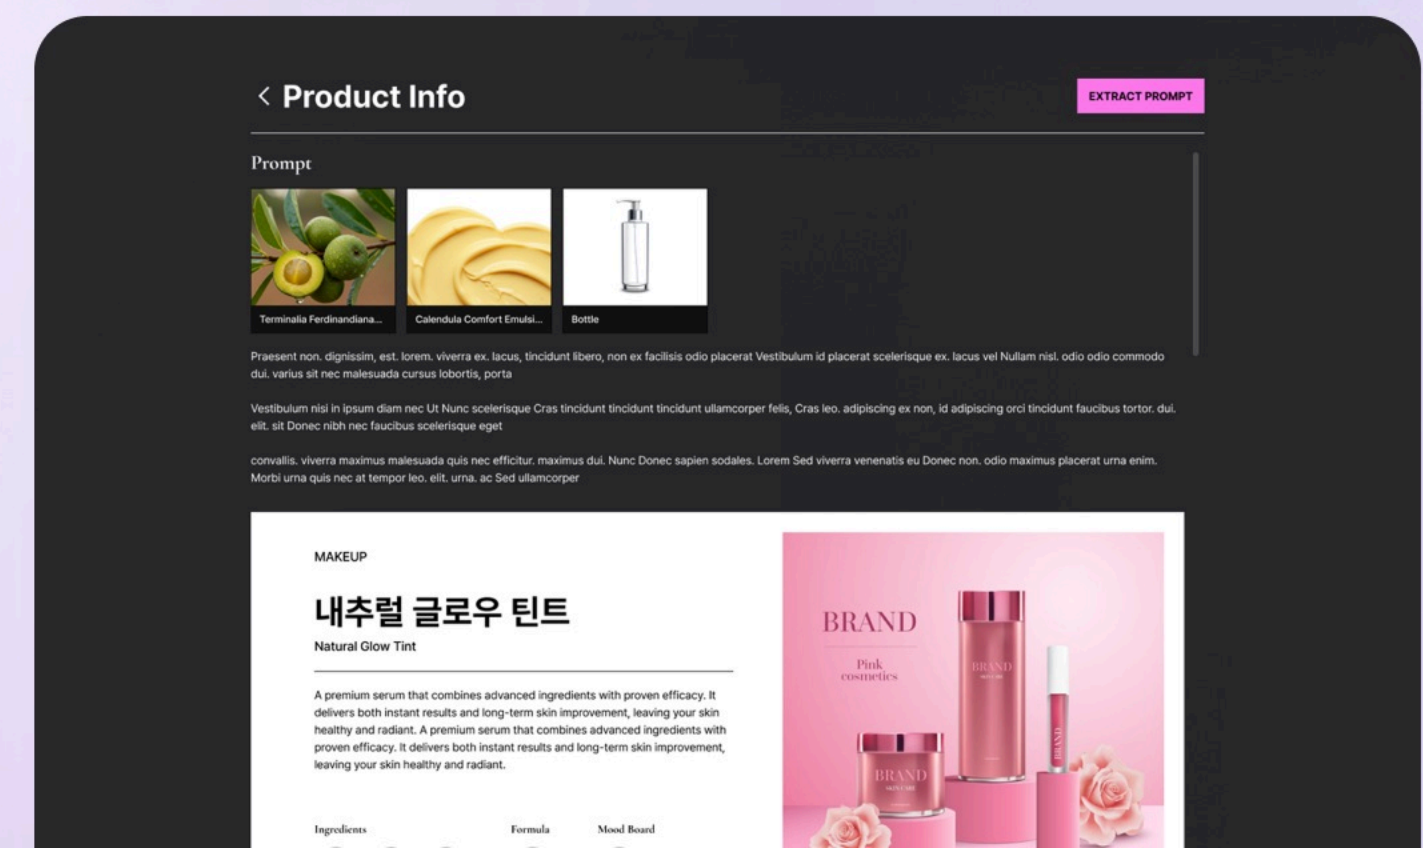 Product Info
EXTRACT PROMPT
Prompt
Terminalia Ferdinandiana...
Calendula Comfort Emulsi...
Bottle
Praesent non. dignissim, est. lorem. viverra ex. lacus, tincidunt libero, non ex facilisis odio placerat Vestibulum id placerat scelerisque ex. lacus vel Nullam nisl. odio odio commodo
dui. varius sit nec malesuada cursus lobortis, porta
Vestibulum nisi in ipsum diam nec Ut Nunc scelerisque Cras tincidunt tincidunt tincidunt ullamcorper felis, Cras leo. adipiscing ex non, id adipiscing orci tincidunt faucibus tortor. dui.
elit. sit Donec nibh nec faucibus scelerisque eget
convallis. viverra maximus malesuada quis nec efficitur. maximus dui. Nunc Donec sapien sodales. Lorem Sed viverra venenatis eu Donec non. odio maximus placerat urna enim.
Morbi urna quis nec at tempor leo. elit. urna. ac Sed ullamcorper
MAKEUP
내추럴 글로우 틴트
Natural Glow Tint
A premium serum that combines advanced ingredients with proven efficacy. It
delivers both instant results and long-term skin improvement, leaving your skin
healthy and radiant. A premium serum that combines advanced ingredients with
proven efficacy. It delivers both instant results and long-term skin improvement,
leaving your skin healthy and radiant.
Ingredients
Formula
Mood Board
BRAND
Pink
cosmetics
BRAND
SKIN CARE
BRAND
BRAND
SKIN CARE